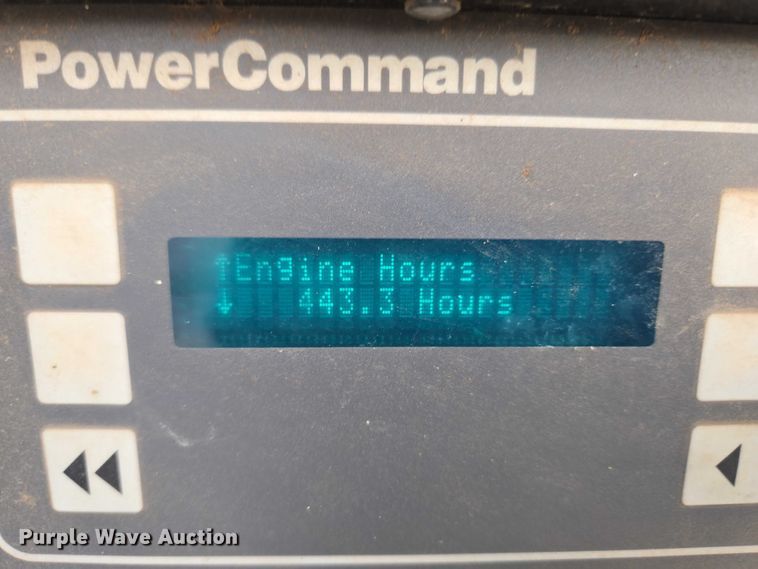 PowerCommand
↑Engine Hours
↓ 443.3 Hours
Purple Wave Auction